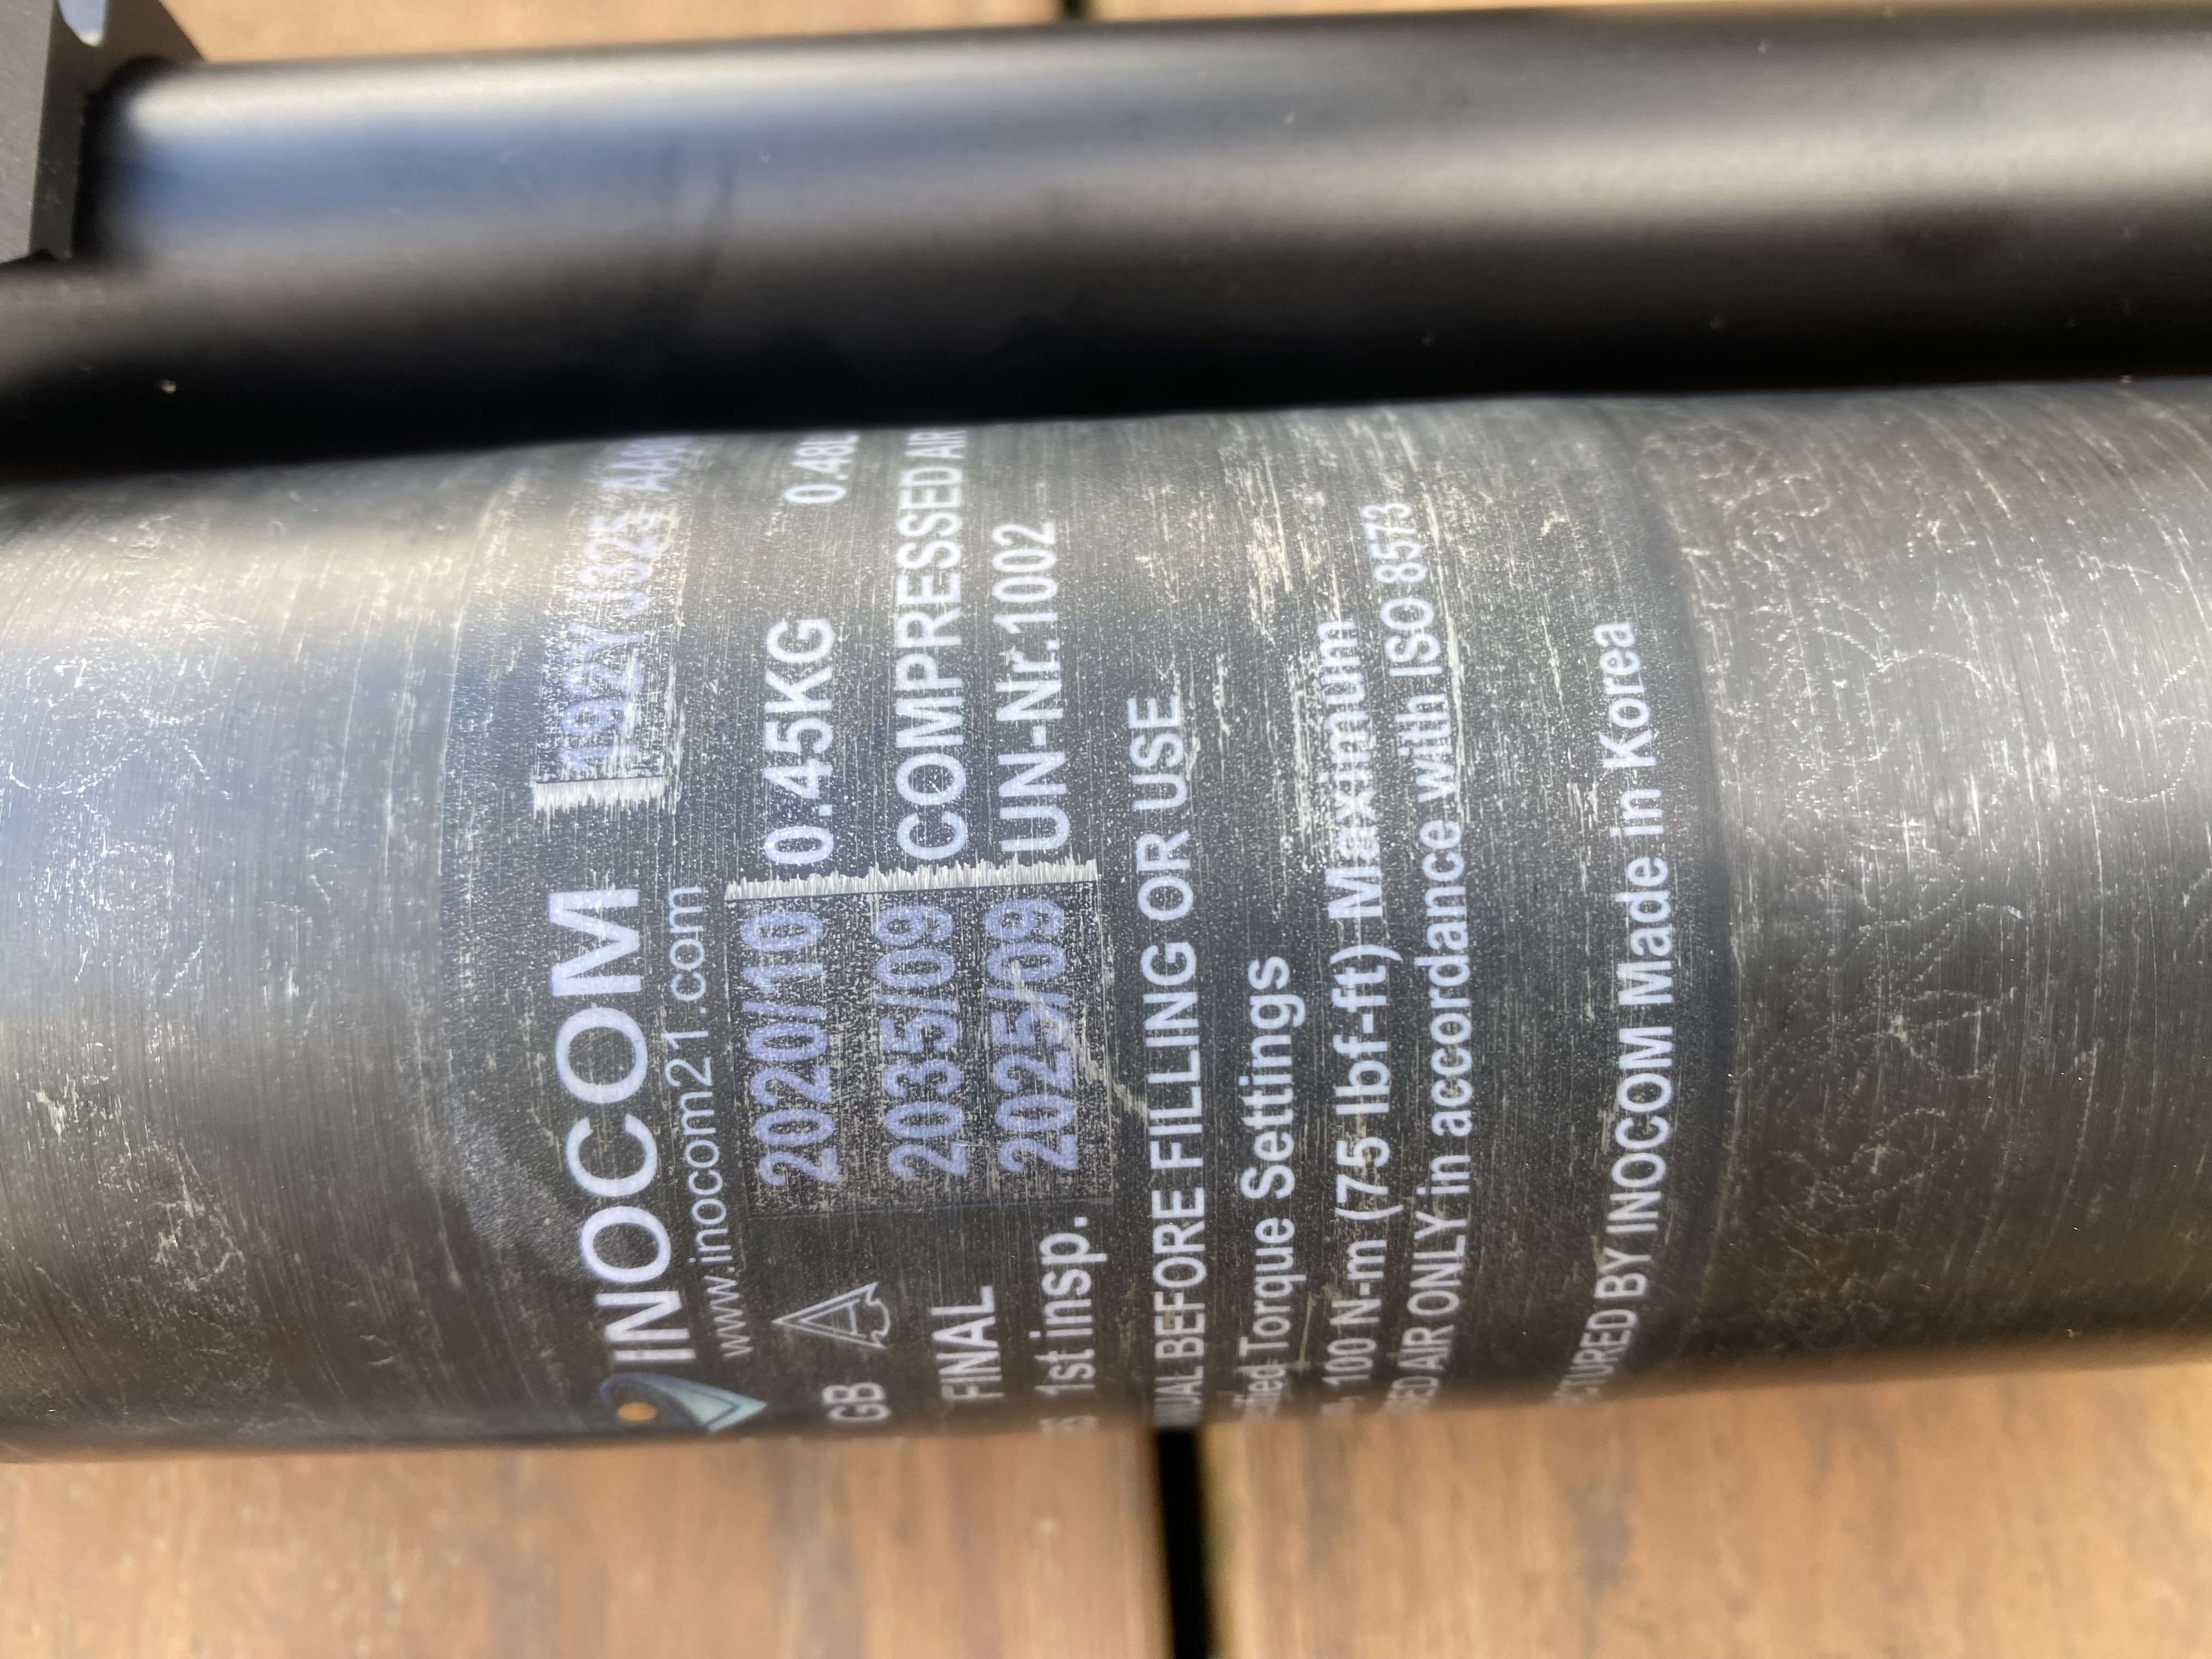 INOCOM
www.inocom21.com
1192YJ325
GB 2020/10 0.45KG 0.48L
FINAL 2035/09 COMPRESSED AIR
1st insp. 2025/09 UN-Nr.1002
BEFORE FILLING OR USE
Torque Settings
100 N-m (75 lbf-ft) Maximum
AIR ONLY in accordance with ISO 8573
BY INOCOM Made in Korea